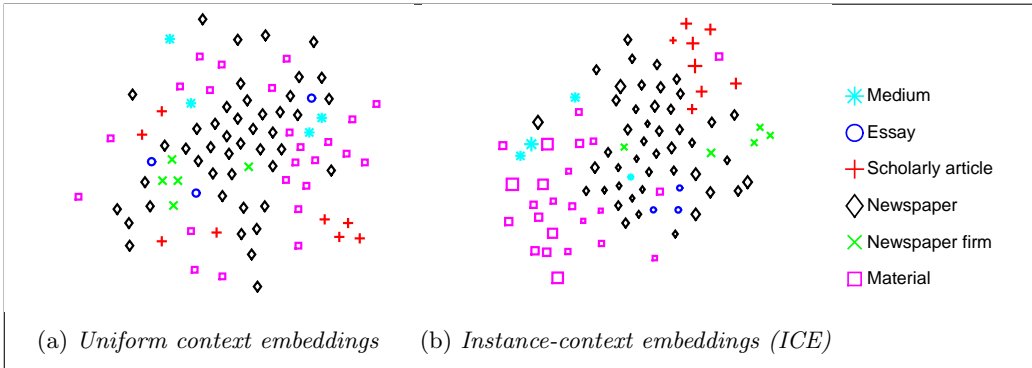 Medium
Essay
Scholarly article
Newspaper
Newspaper firm
Material
(a) Uniform context embeddings
(b) Instance-context embeddings (ICE)